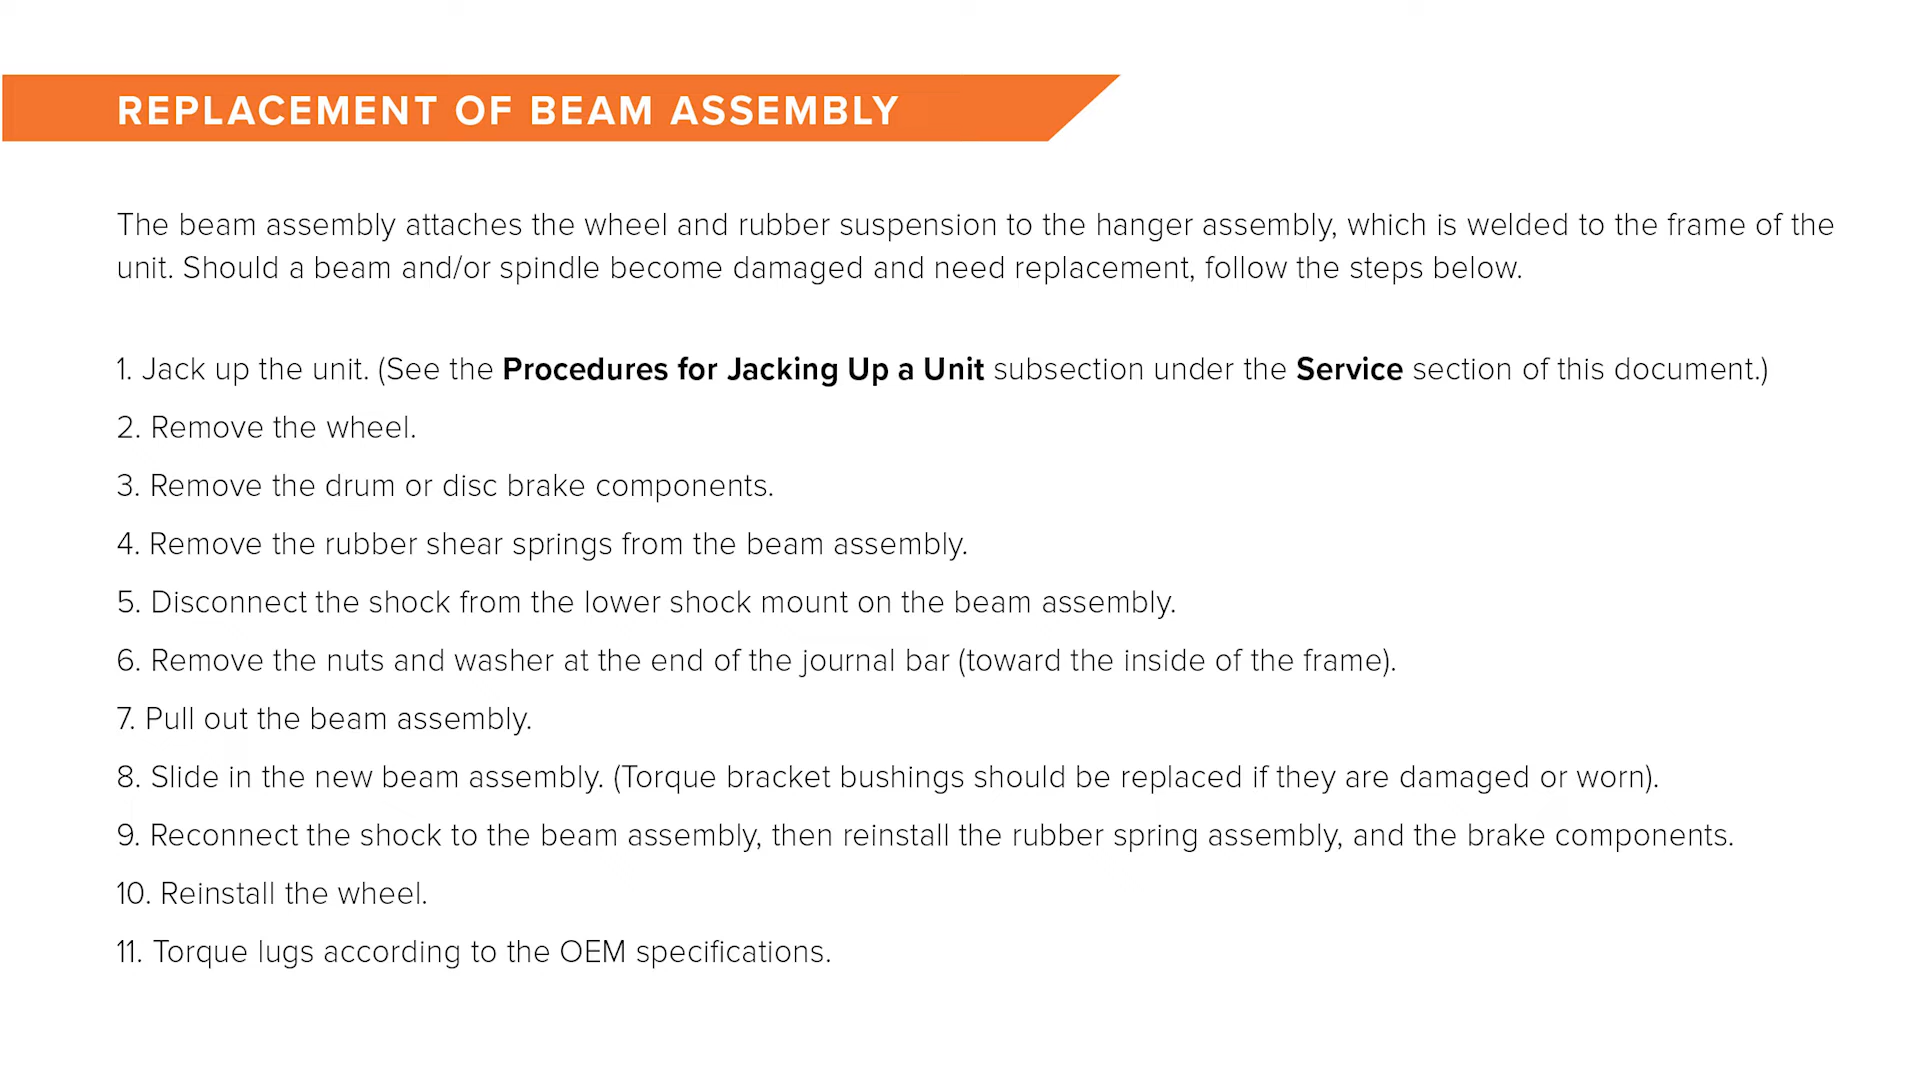 REPLACEMENT OF BEAM ASSEMBLY
The beam assembly attaches the wheel and rubber suspension to the hanger assembly, which is welded to the frame of the
unit. Should a beam and/or spindle become damaged and need replacement, follow the steps below.
1. Jack up the unit. (See the Procedures for Jacking Up a Unit subsection under the Service section of this document.)
2. Remove the wheel.
3. Remove the drum or disc brake components.
4. Remove the rubber shear springs from the beam assembly.
5. Disconnect the shock from the lower shock mount on the beam assembly.
6. Remove the nuts and washer at the end of the journal bar (toward the inside of the frame).
7. Pull out the beam assembly.
8. Slide in the new beam assembly. (Torque bracket bushings should be replaced if they are damaged or worn).
9. Reconnect the shock to the beam assembly, then reinstall the rubber spring assembly, and the brake components.
10. Reinstall the wheel.
11. Torque lugs according to the OEM specifications.